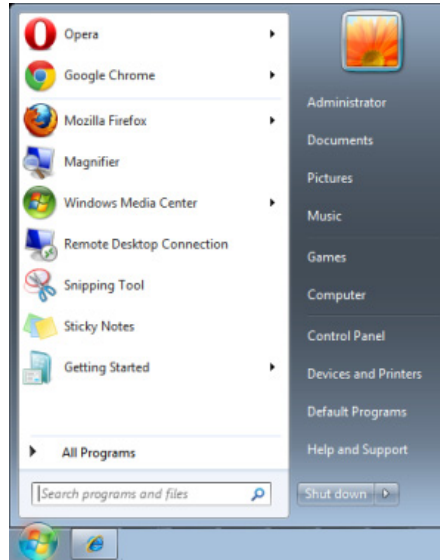 Opera
Google Chrome
Mozilla Firefox
Magnifier
Windows Media Center
Remote Desktop Connection
Snipping Tool
Sticky Notes
Getting Started
All Programs
Search programs and files
Administrator
Documents
Pictures
Music
Games
Computer
Control Panel
Devices and Printers
Default Programs
Help and Support
Shut down